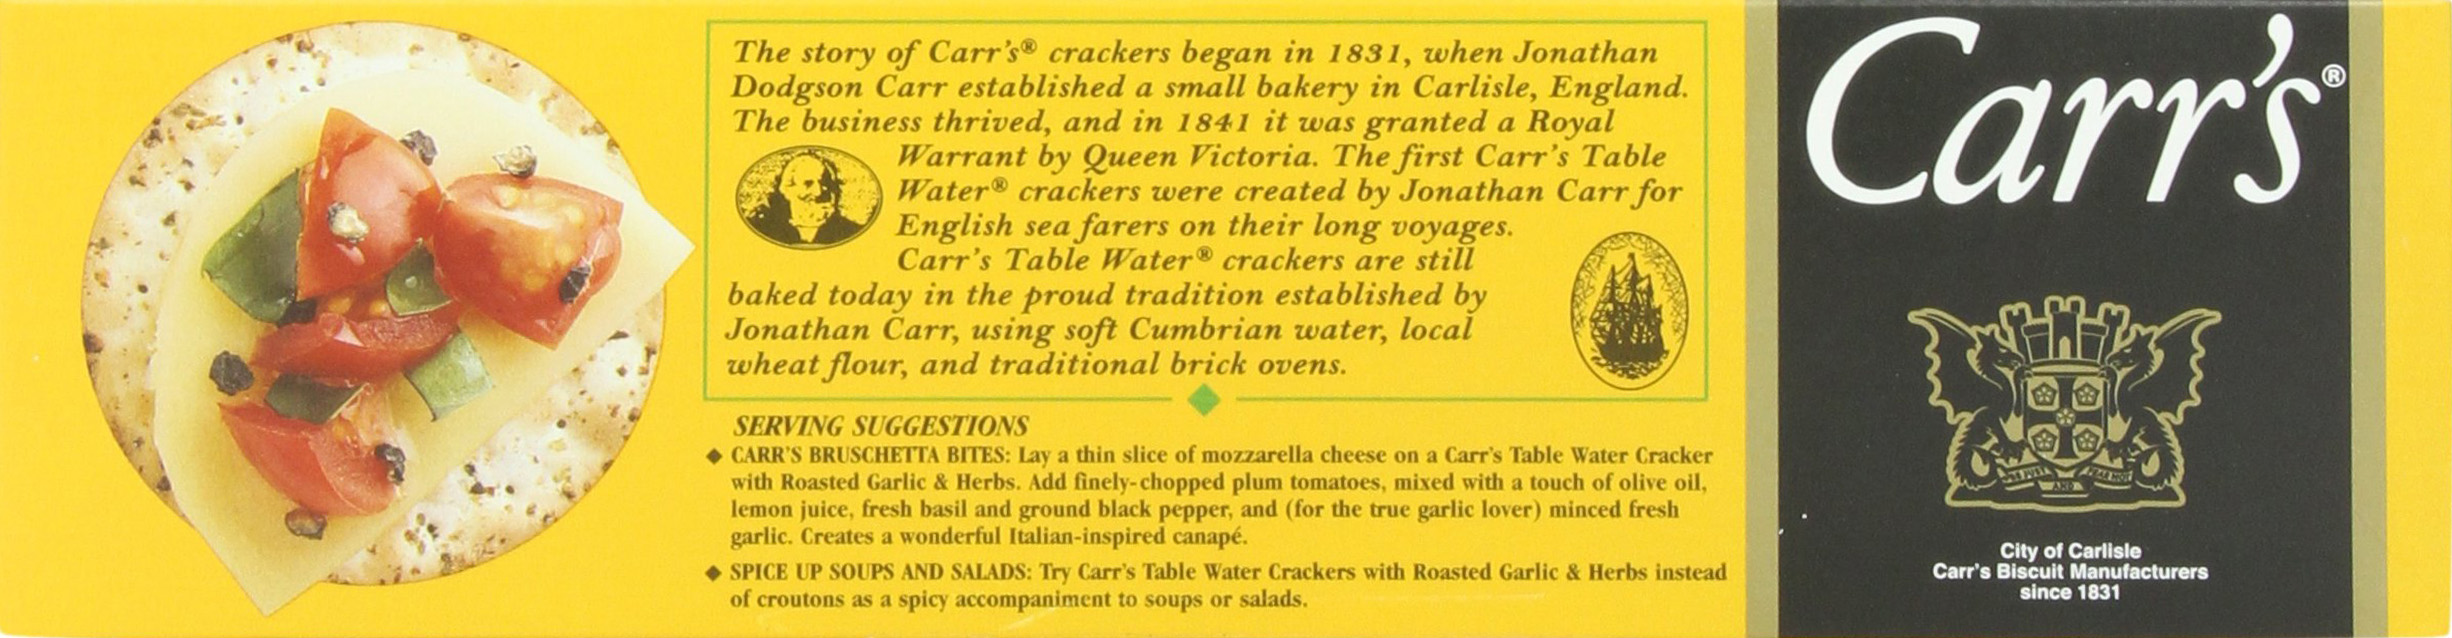 The story of Carr's® crackers began in 1831, when Jonathan
Dodgson Carr established a small bakery in Carlisle, England.
The business thrived, and in 1841 it was granted a Royal
Warrant by Queen Victoria. The first Carr's Table
Water® crackers were created by Jonathan Carr for
English sea farers on their long voyages.
Carr's Table Water® crackers are still
baked today in the proud tradition established by
Jonathan Carr, using soft Cumbrian water, local
wheat flour, and traditional brick ovens.
SERVING SUGGESTIONS
◆ CARR'S BRUSCHETTA BITES: Lay a thin slice of mozzarella cheese on a Carr's Table Water Cracker
with Roasted Garlic & Herbs. Add finely-chopped plum tomatoes, mixed with a touch of olive oil,
lemon juice, fresh basil and ground black pepper, and (for the true garlic lover) minced fresh
garlic. Creates a wonderful Italian-inspired canapé.
◆ SPICE UP SOUPS AND SALADS: Try Carr's Table Water Crackers with Roasted Garlic & Herbs instead
of croutons as a spicy accompaniment to soups or salads.
Carr's®
BE JUST AND FEAR NOT
City of Carlisle
Carr's Biscuit Manufacturers
since 1831